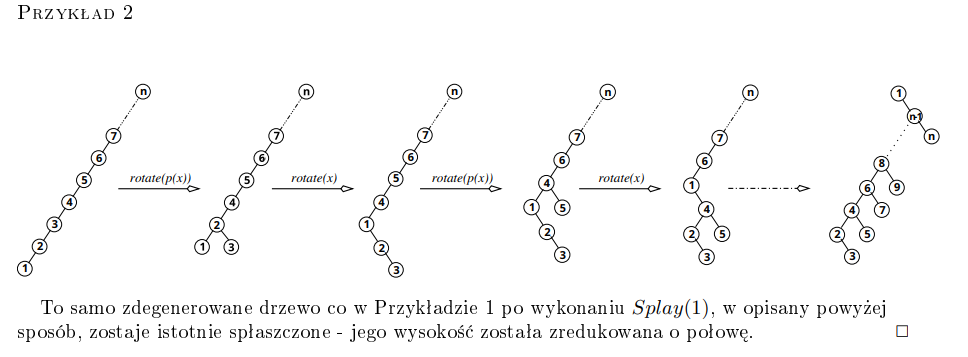 PRZYKŁAD 2
n n n n n 1
7 7 7 7 7 n-1
6 6 6 6 6 n
5 rotate(p(x)) 5 rotate(x) 5 rotate(p(x)) 4 rotate(x) 1 8
4 4 4 1 5 4 6 9
3 2 1 2 2 5 4 7
2 1 3 2 3 3 2 5
1 3 3
To samo zdegenerowane drzewo co w Przykładzie 1 po wykonaniu Splay(1), w opisany powyżej
sposób, zostaje istotnie spłaszczone - jego wysokość została zredukowana o połowę.